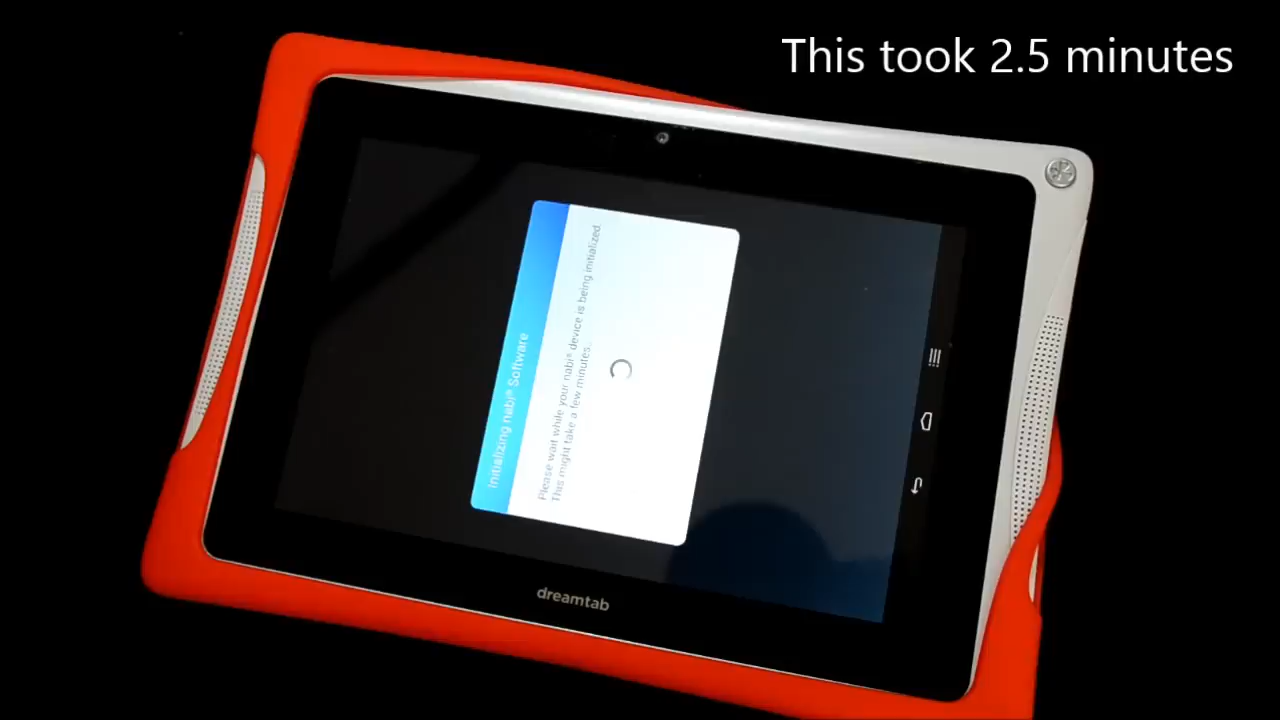 This took 2.5 minutes
Initializing nabi® Software
Please wait while your nabi® device is being initialized.
This might take a few minutes...
dreamtab